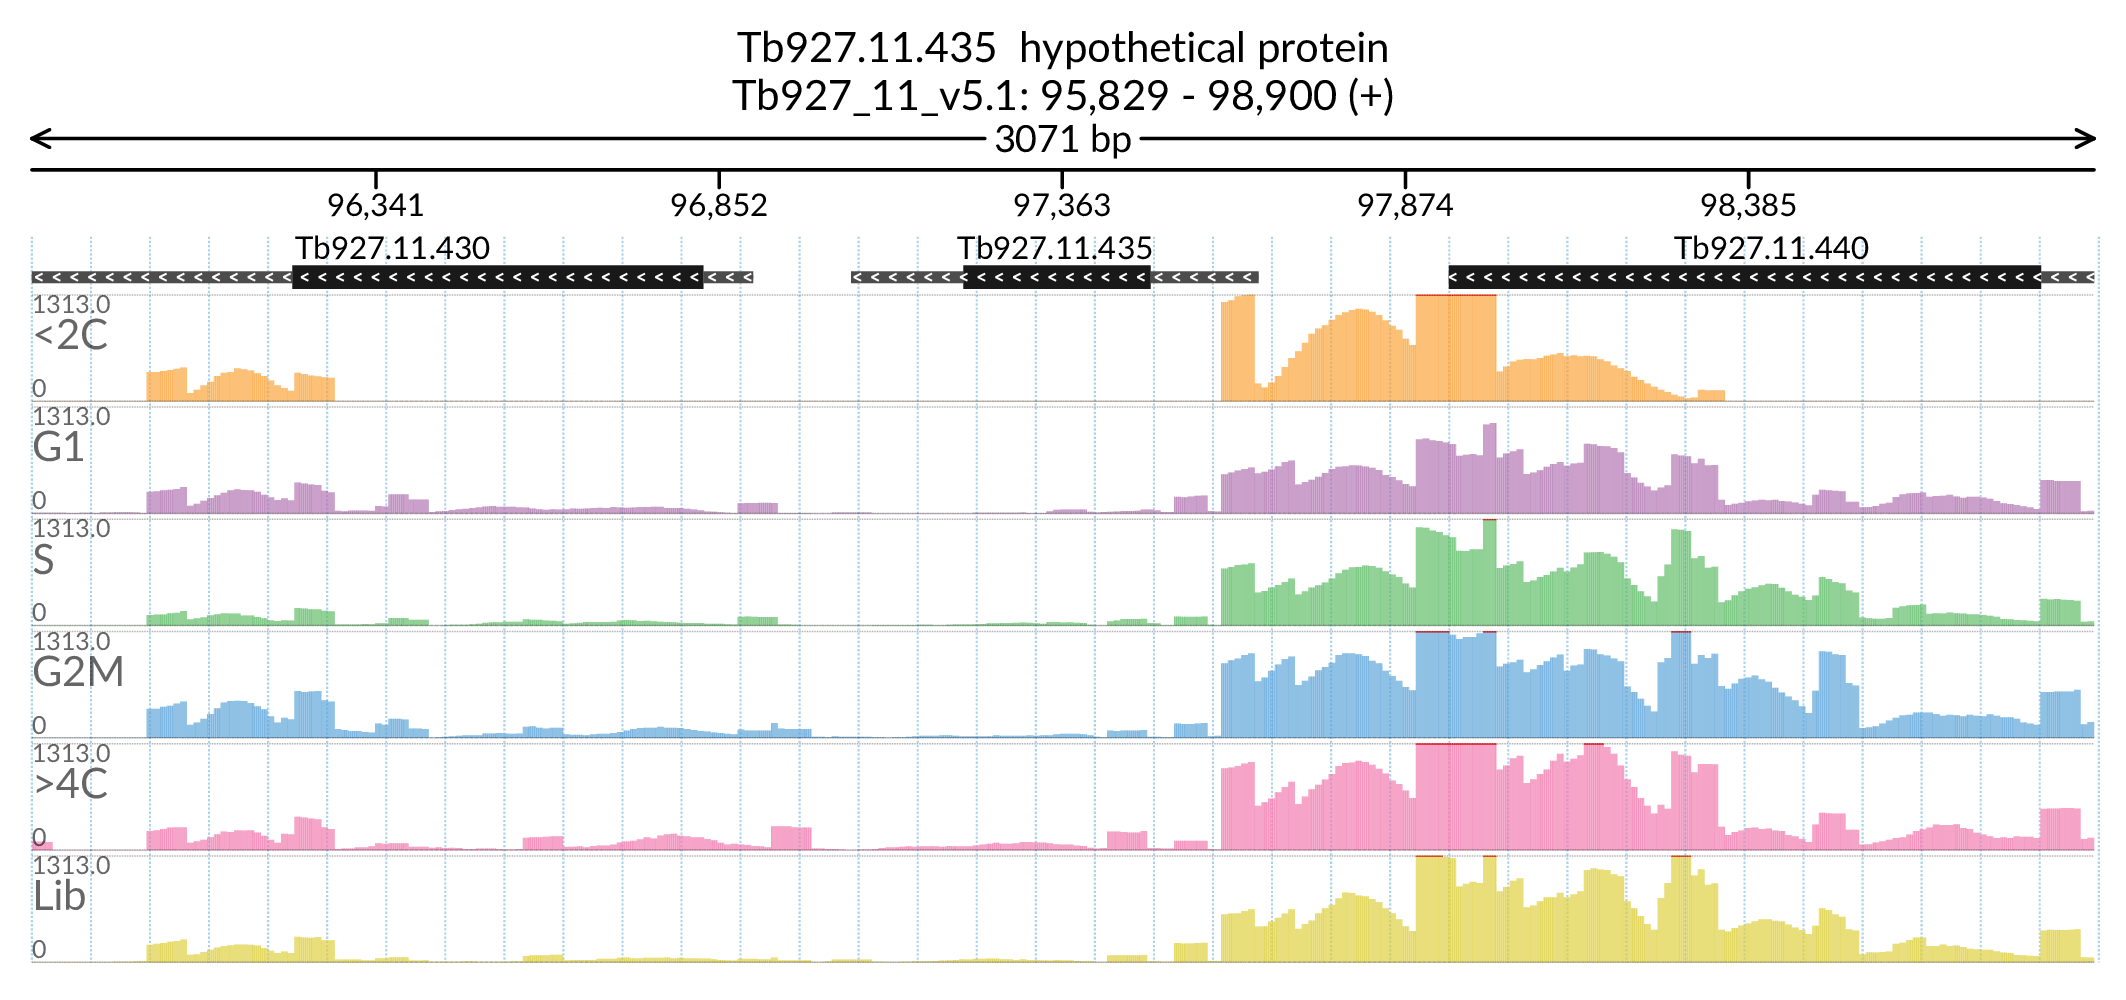 Tb927.11.435  hypothetical protein
Tb927_11_v5.1: 95,829 - 98,900 (+)
3071 bp
96,341 96,852 97,363 97,874 98,385
Tb927.11.430 Tb927.11.435 Tb927.11.440
1313.0
<2C
0
1313.0
G1
0
1313.0
S
0
1313.0
G2M
0
1313.0
>4C
0
1313.0
Lib
0